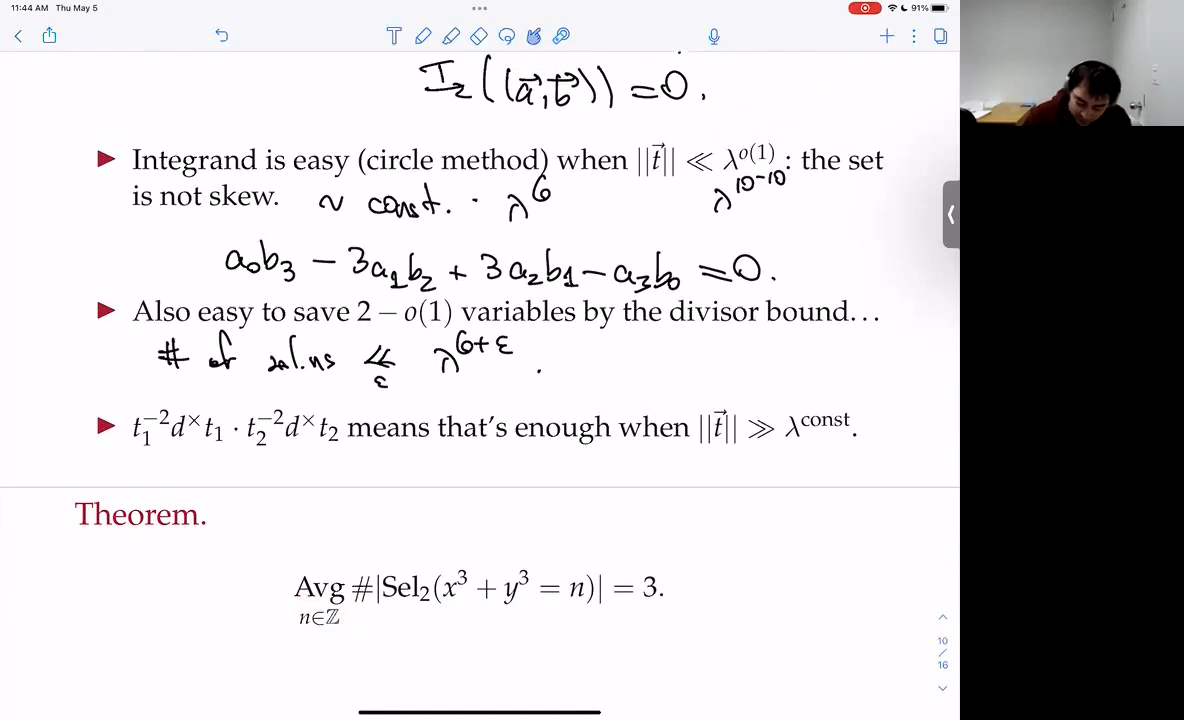 11:44 AM Thu May 5
91%
I₂((a⃗, b⃗)) = 0.
▶ Integrand is easy (circle method) when ||t⃗|| ≪ λ^{o(1)}: the set
is not skew. ~ const. · λ^6 λ^{10^{-10}}
a₀b₃ − 3a₁b₂ + 3a₂b₁ − a₃b₀ = 0.
▶ Also easy to save 2 − o(1) variables by the divisor bound…
# of sol.ns ≪_ε λ^{6+ε}.
▶ t₁^{−2}d^×t₁ · t₂^{−2}d^×t₂ means that's enough when ||t⃗|| ≫ λ^{const}.
Theorem.
Avg_{n∈ℤ} #|Sel₂(x³ + y³ = n)| = 3.
10
/
16